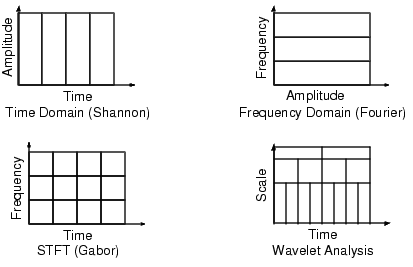 Amplitude
Time
Time Domain (Shannon)
Frequency
Amplitude
Frequency Domain (Fourier)
Frequency
Time
STFT (Gabor)
Scale
Time
Wavelet Analysis